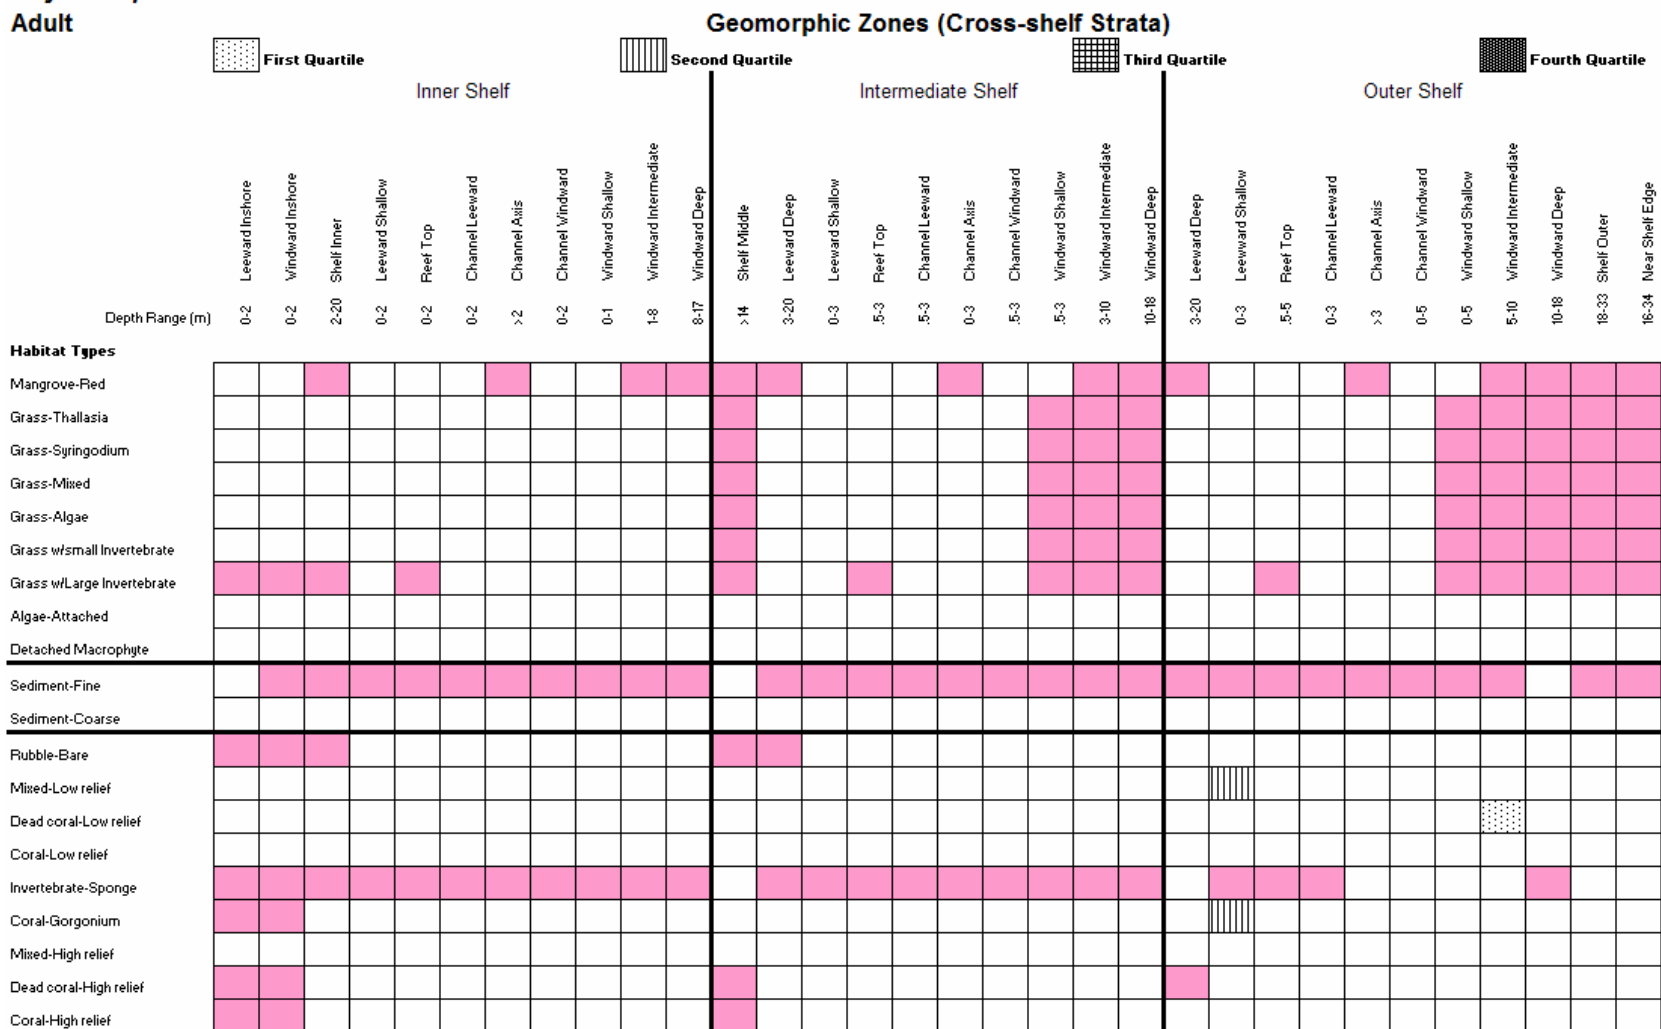 Adult
Geomorphic Zones (Cross-shelf Strata)
First Quartile
Second Quartile
Third Quartile
Fourth Quartile
Inner Shelf
Intermediate Shelf
Outer Shelf
Leeward Inshore
Windward Inshore
Shelf Inner
Leeward Shallow
Reef Top
Channel Leeward
Channel Axis
Channel Windward
Windward Shallow
Windward Intermediate
Windward Deep
Shelf Middle
Leeward Deep
Leeward Shallow
Reef Top
Channel Leeward
Channel Axis
Channel Windward
Windward Shallow
Windward Intermediate
Windward Deep
Leeward Deep
Leeward Shallow
Reef Top
Channel Leeward
Channel Axis
Channel Windward
Windward Shallow
Windward Intermediate
Windward Deep
Shelf Outer
Near Shelf Edge
Depth Range (m) 0-2 0-2 2-20 0-2 0-2 0-2 >2 0-2 0-1 1-8 8-17 >14 3-20 0-3 .5-3 .5-3 0-3 .5-3 .5-3 3-10 10-18 3-20 0-3 .5-5 0-3 >3 0-5 0-5 5-10 10-18 18-33 16-34
Habitat Types
Mangrove-Red
Grass-Thallasia
Grass-Syringodium
Grass-Mixed
Grass-Algae
Grass w/small Invertebrate
Grass w/Large Invertebrate
Algae-Attached
Detached Macrophyte
Sediment-Fine
Sediment-Coarse
Rubble-Bare
Mixed-Low relief
Dead coral-Low relief
Coral-Low relief
Invertebrate-Sponge
Coral-Gorgonium
Mixed-High relief
Dead coral-High relief
Coral-High relief